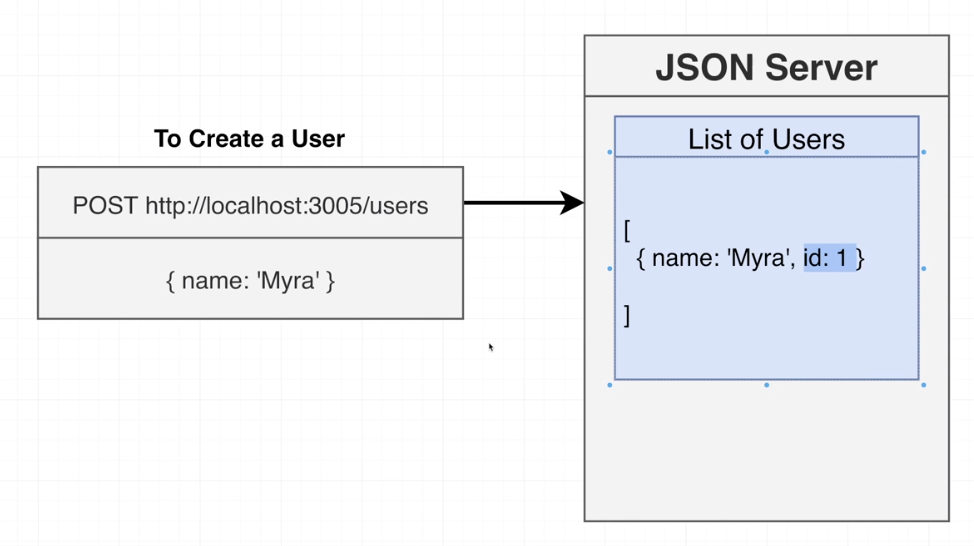 JSON Server
To Create a User
List of Users
POST http://localhost:3005/users
[
{ name: 'Myra', id: 1 }
{ name: 'Myra' }
]